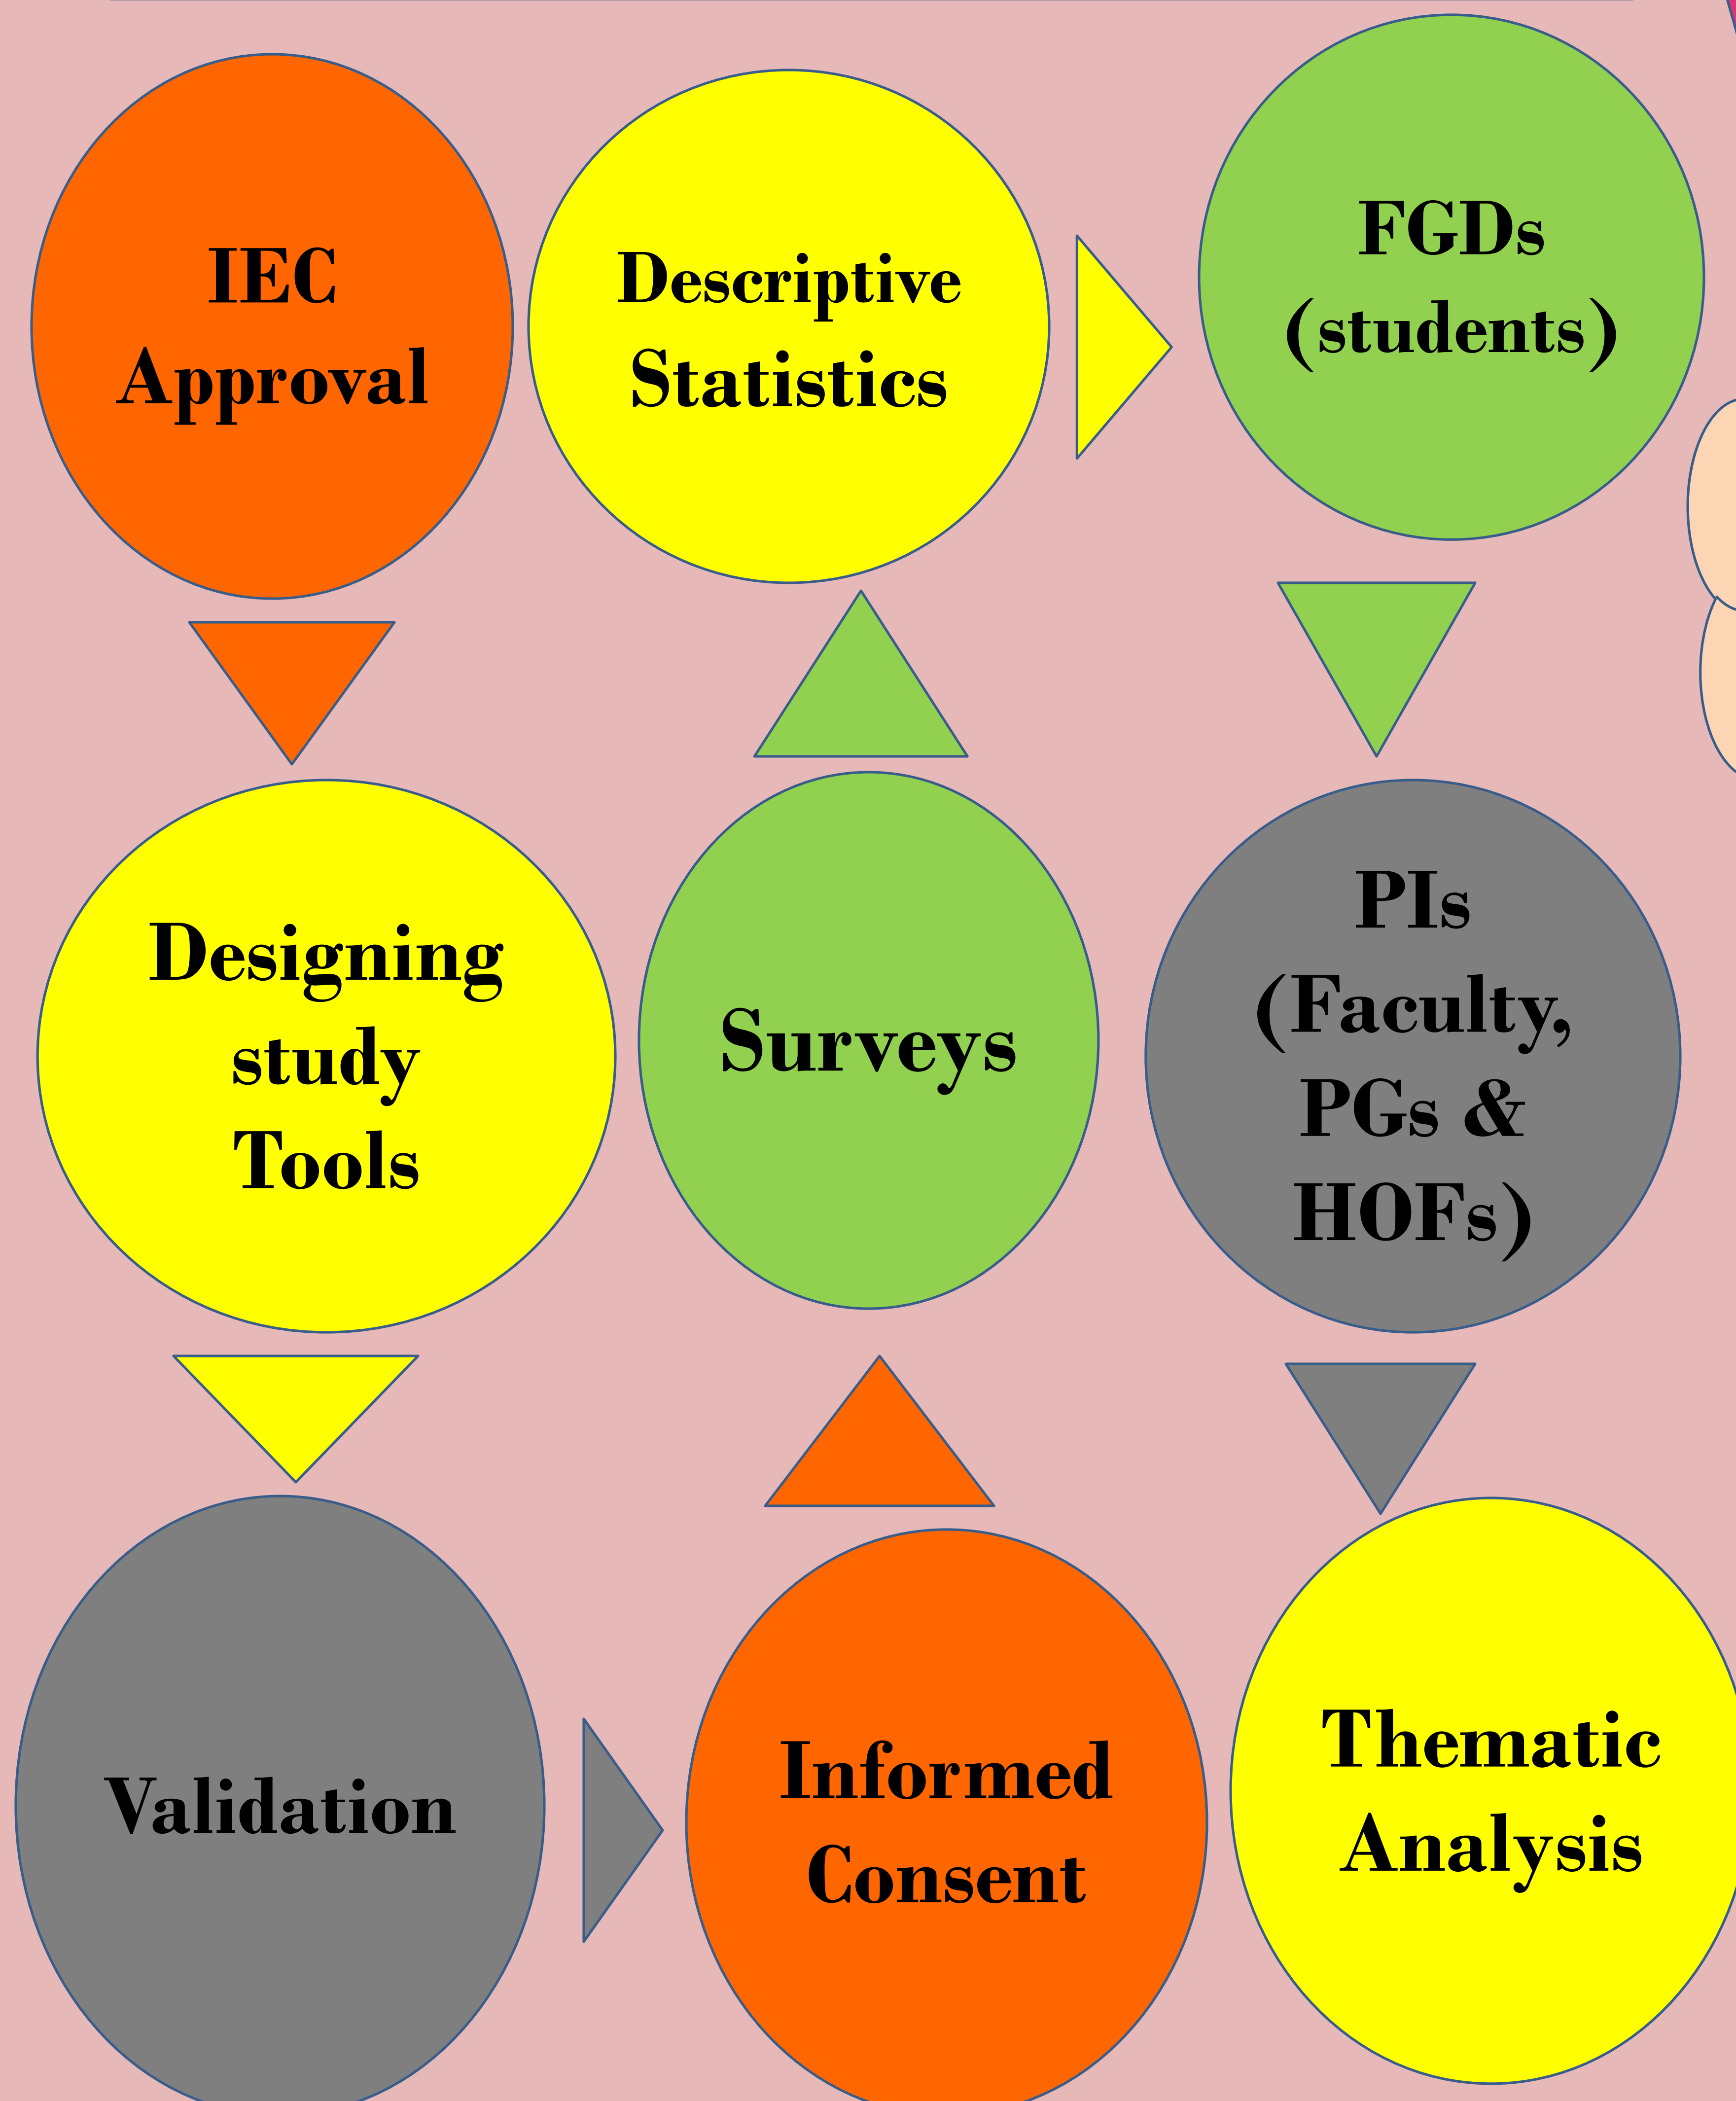 IEC
Approval
Descriptive
Statistics
FGDs
(students)
Designing
study
Tools
Surveys
PIs
(Faculty,
PGs &
HOFs)
Validation
Informed
Consent
Thematic
Analysis